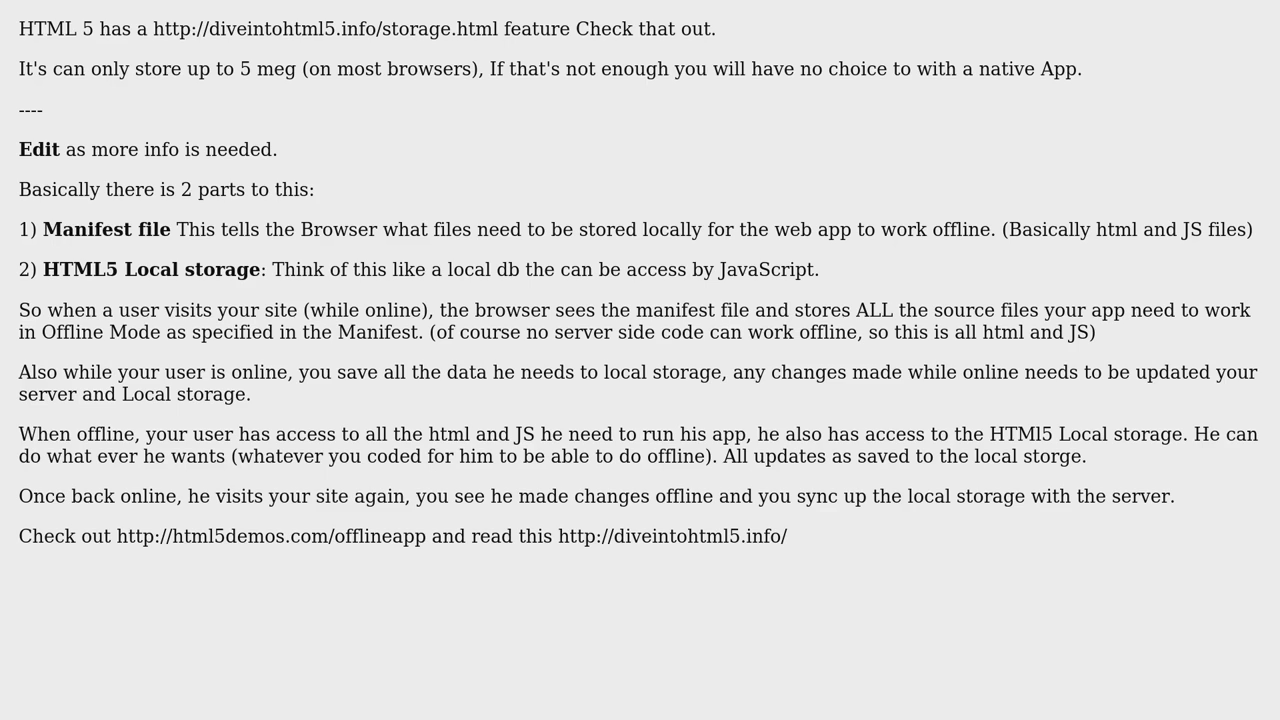 HTML 5 has a http://diveintohtml5.info/storage.html feature Check that out.
It's can only store up to 5 meg (on most browsers), If that's not enough you will have no choice to with a native App.
----
Edit as more info is needed.
Basically there is 2 parts to this:
1) Manifest file This tells the Browser what files need to be stored locally for the web app to work offline. (Basically html and JS files)
2) HTML5 Local storage: Think of this like a local db the can be access by JavaScript.
So when a user visits your site (while online), the browser sees the manifest file and stores ALL the source files your app need to work
in Offline Mode as specified in the Manifest. (of course no server side code can work offline, so this is all html and JS)
Also while your user is online, you save all the data he needs to local storage, any changes made while online needs to be updated your
server and Local storage.
When offline, your user has access to all the html and JS he need to run his app, he also has access to the HTMl5 Local storage. He can
do what ever he wants (whatever you coded for him to be able to do offline). All updates as saved to the local storge.
Once back online, he visits your site again, you see he made changes offline and you sync up the local storage with the server.
Check out http://html5demos.com/offlineapp and read this http://diveintohtml5.info/